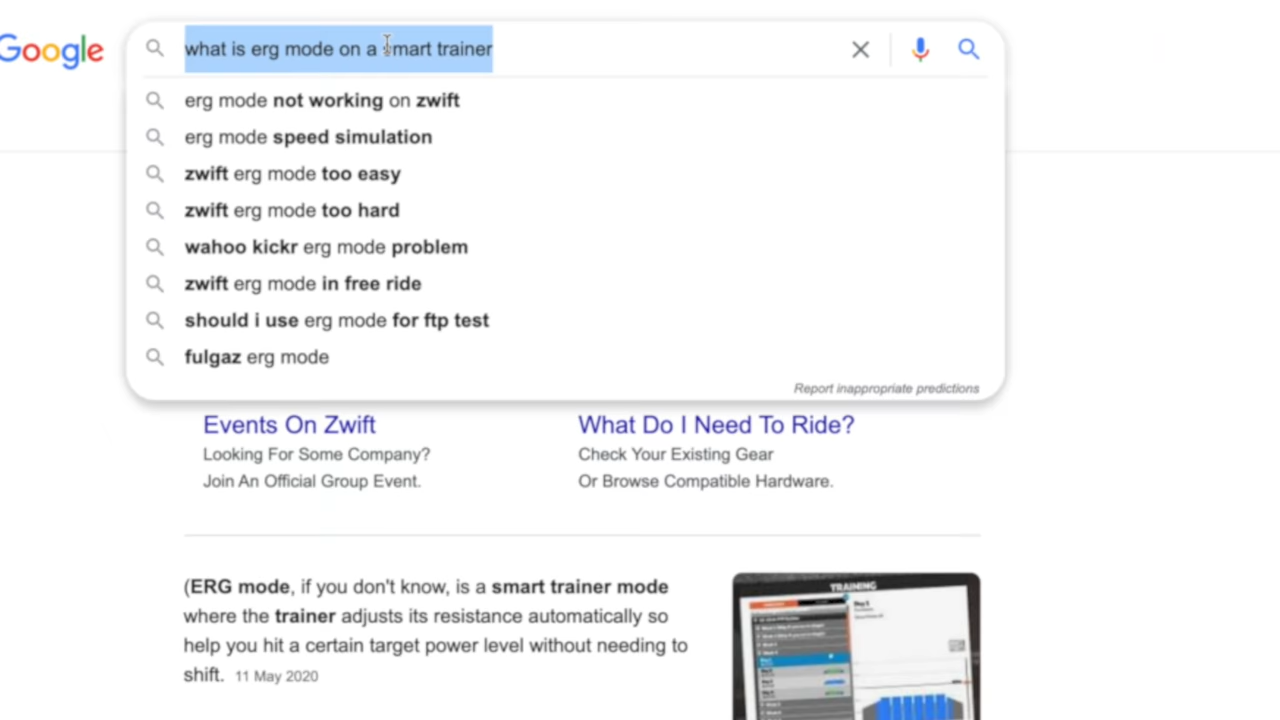 Google
what is erg mode on a smart trainer
erg mode not working on zwift
erg mode speed simulation
zwift erg mode too easy
zwift erg mode too hard
wahoo kickr erg mode problem
zwift erg mode in free ride
should i use erg mode for ftp test
fulgaz erg mode
Report inappropriate predictions
Events On Zwift
Looking For Some Company?
Join An Official Group Event.
What Do I Need To Ride?
Check Your Existing Gear
Or Browse Compatible Hardware.
(ERG mode, if you don't know, is a smart trainer mode
where the trainer adjusts its resistance automatically so
help you hit a certain target power level without needing to
shift. 11 May 2020
TRAINING